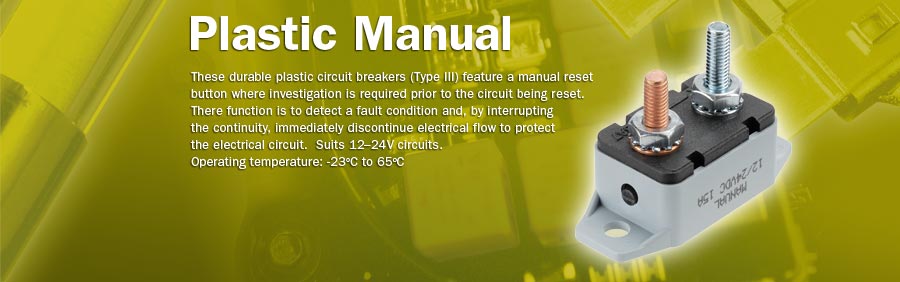 Plastic Manual
These durable plastic circuit breakers (Type III) feature a manual reset
button where investigation is required prior to the circuit being reset.
There function is to detect a fault condition and, by interrupting
the continuity, immediately discontinue electrical flow to protect
the electrical circuit.  Suits 12–24V circuits.
Operating temperature: -23ºC to 65ºC
MANUAL
12/24VDC 15A